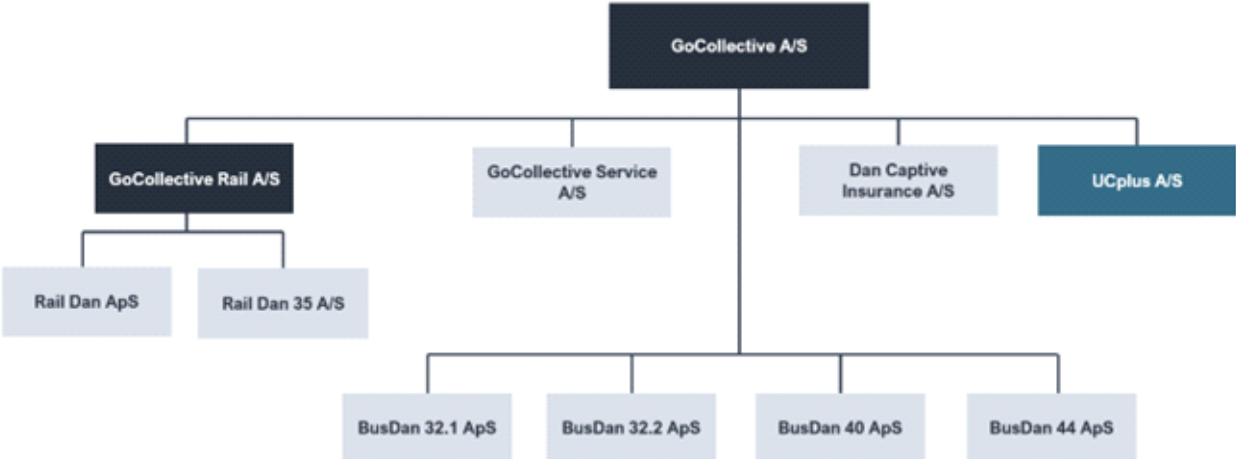 GoCollective A/S
GoCollective Rail A/S
GoCollective Service
A/S
Dan Captive
Insurance A/S
UCplus A/S
Rail Dan ApS
Rail Dan 35 A/S
BusDan 32.1 ApS
BusDan 32.2 ApS
BusDan 40 ApS
BusDan 44 ApS